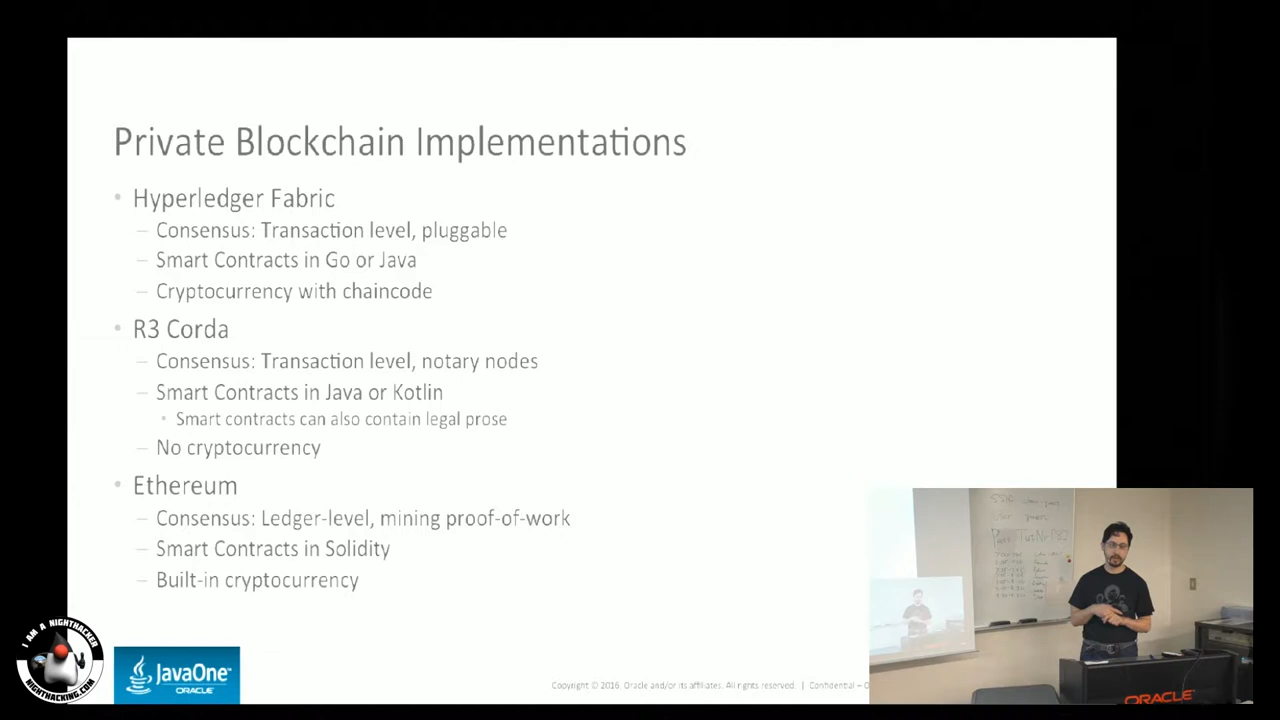 Private Blockchain Implementations
• Hyperledger Fabric
– Consensus: Transaction level, pluggable
– Smart Contracts in Go or Java
– Cryptocurrency with chaincode
• R3 Corda
– Consensus: Transaction level, notary nodes
– Smart Contracts in Java or Kotlin
• Smart contracts can also contain legal prose
– No cryptocurrency
• Ethereum
– Consensus: Ledger-level, mining proof-of-work
– Smart Contracts in Solidity
– Built-in cryptocurrency
I AM A NIGHTHACKER
NIGHTHACKING.COM
JavaOne™
ORACLE
Copyright © 2016, Oracle and/or its affiliates. All rights reserved. | Confidential – O
ORACLE